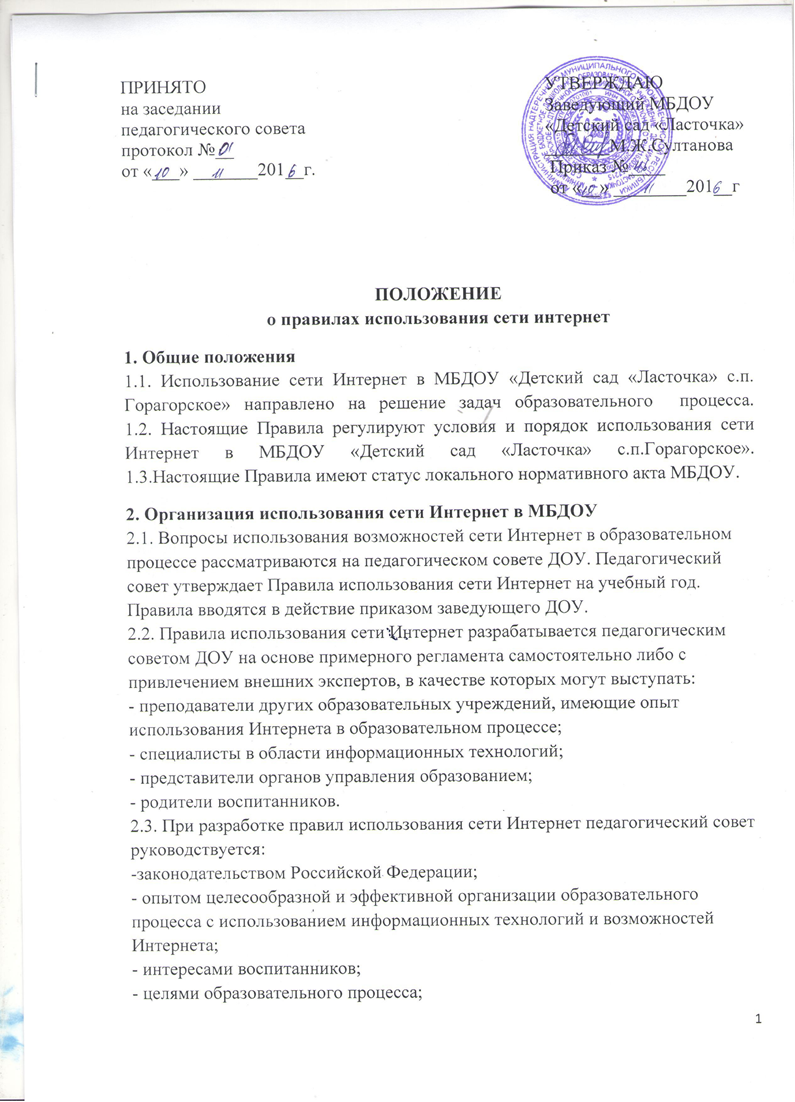 ПРИНЯТО
на заседании
педагогического совета
протокол №01
от «10» 11 2016 г.
УТВЕРЖДАЮ
Заведующий МБДОУ
«Детский сад «Ласточка»
М.Ж.Султанова
Приказ №
от «10» 11 2016 г
ПОЛОЖЕНИЕ
о правилах использования сети интернет
1. Общие положения
1.1. Использование сети Интернет в МБДОУ «Детский сад «Ласточка» с.п.
Горагорское» направлено на решение задач образовательного процесса.
1.2. Настоящие Правила регулируют условия и порядок использования сети
Интернет в МБДОУ «Детский сад «Ласточка» с.п.Горагорское».
1.3.Настоящие Правила имеют статус локального нормативного акта МБДОУ.
2. Организация использования сети Интернет в МБДОУ
2.1. Вопросы использования возможностей сети Интернет в образовательном
процессе рассматриваются на педагогическом совете ДОУ. Педагогический
совет утверждает Правила использования сети Интернет на учебный год.
Правила вводятся в действие приказом заведующего ДОУ.
2.2. Правила использования сети Интернет разрабатывается педагогическим
советом ДОУ на основе примерного регламента самостоятельно либо с
привлечением внешних экспертов, в качестве которых могут выступать:
- преподаватели других образовательных учреждений, имеющие опыт
использования Интернета в образовательном процессе;
- специалисты в области информационных технологий;
- представители органов управления образованием;
- родители воспитанников.
2.3. При разработке правил использования сети Интернет педагогический совет
руководствуется:
-законодательством Российской Федерации;
- опытом целесообразной и эффективной организации образовательного
процесса с использованием информационных технологий и возможностей
Интернета;
- интересами воспитанников;
- целями образовательного процесса;
1